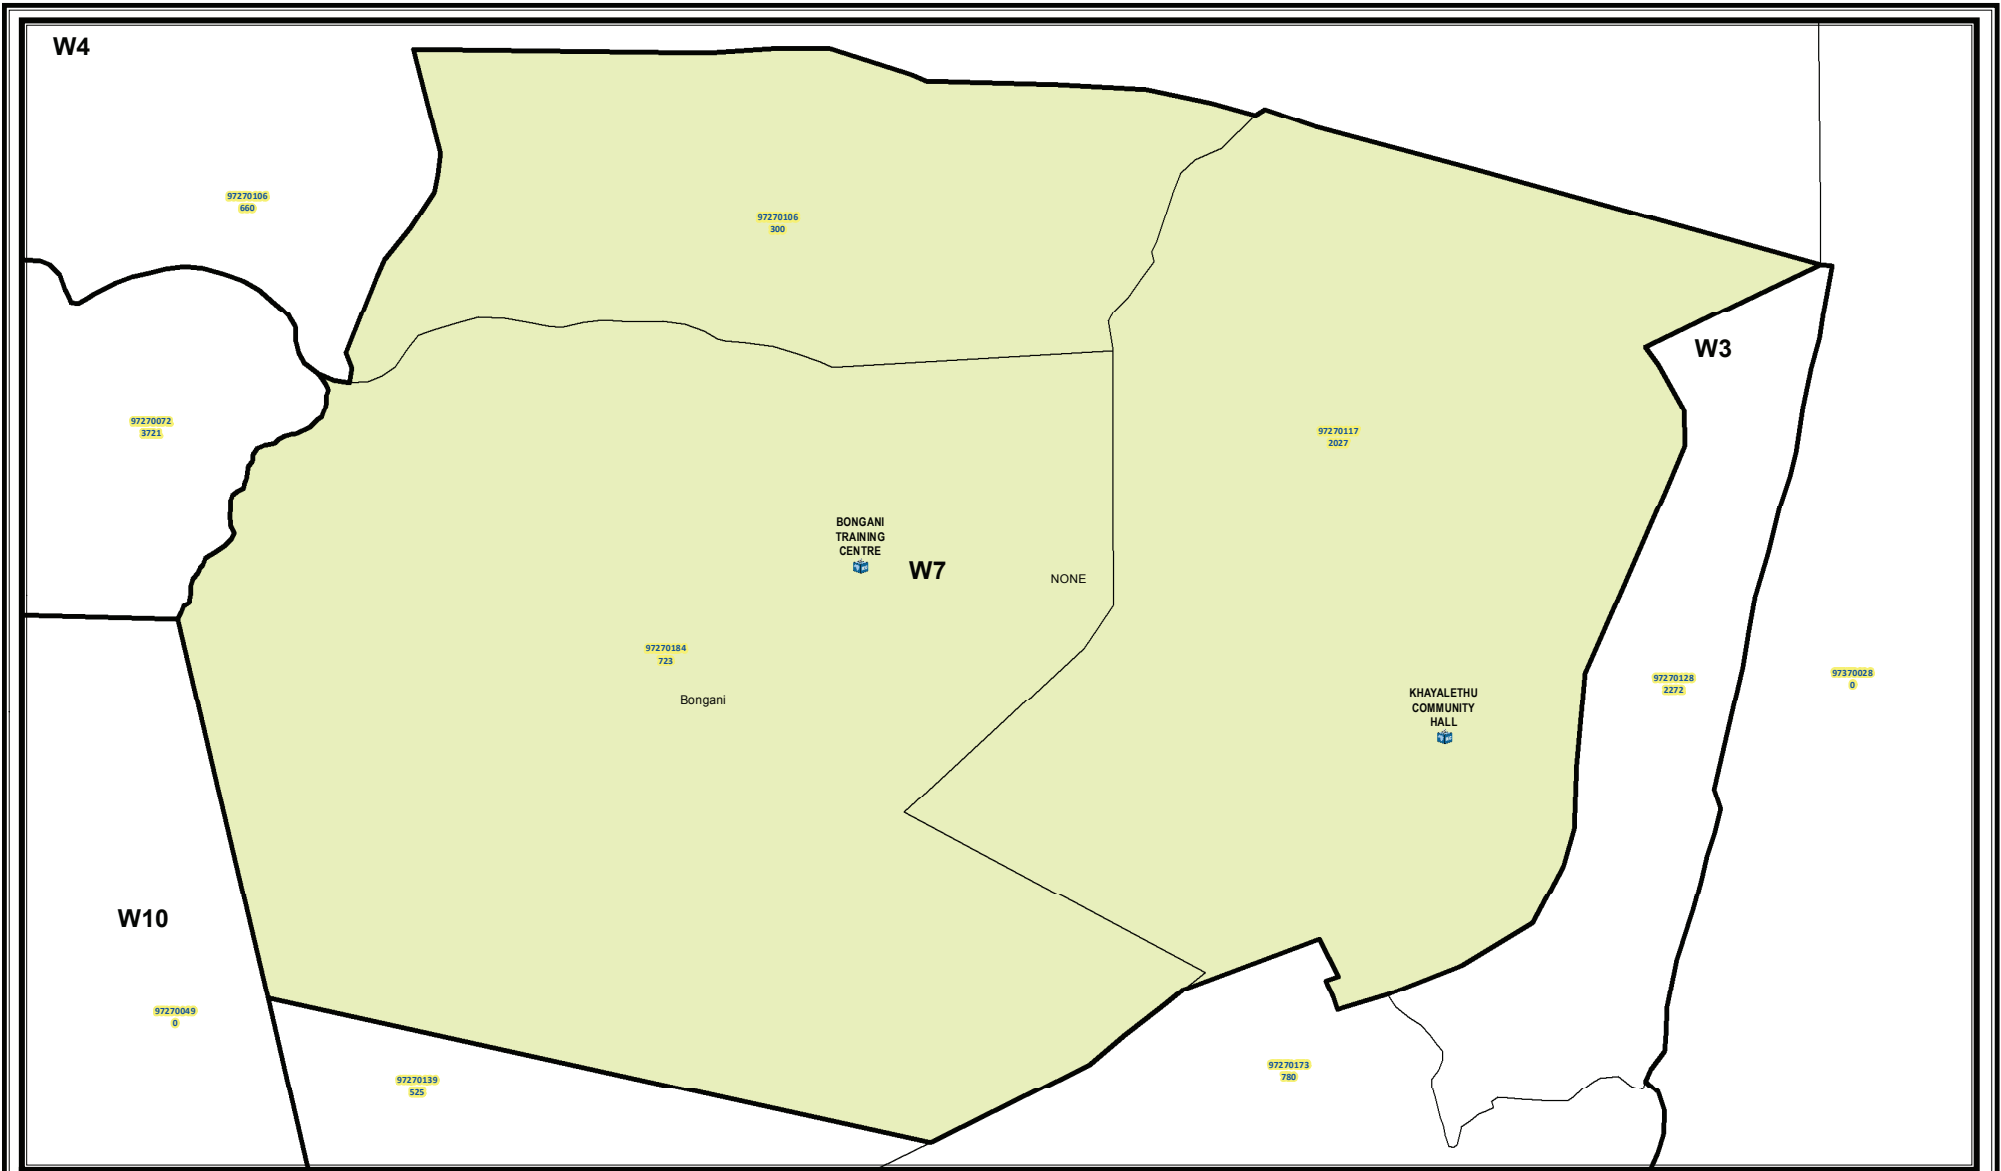 W4
97270106
660
97270106
300
W3
97270072
3721
97270117
2027
BONGANI
TRAINING
CENTRE
W7
NONE
97270184
723
Bongani
KHAYALETHU
COMMUNITY
HALL
97270128
2272
97370028
0
W10
97270049
0
97270139
525
97270173
780